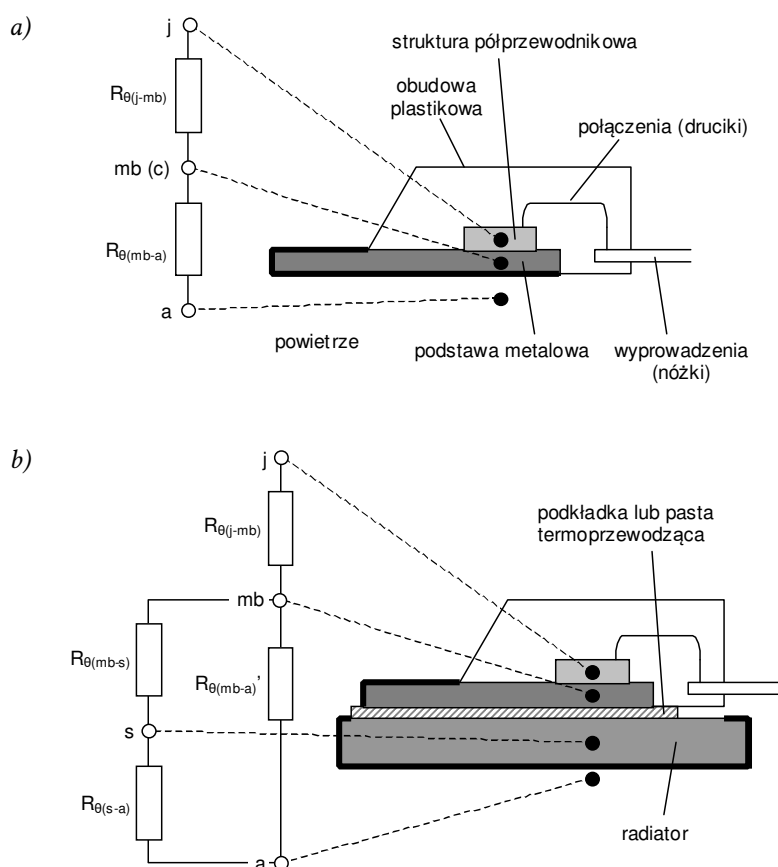 a)
j
struktura półprzewodnikowa
Rθ(j-mb)
obudowa
plastikowa
połączenia (druciki)
mb (c)
Rθ(mb-a)
a
powietrze
podstawa metalowa
wyprowadzenia
(nóżki)
b)
j
Rθ(j-mb)
podkładka lub pasta
termoprzewodząca
mb
Rθ(mb-s)
Rθ(mb-a)'
s
Rθ(s-a)
radiator
a